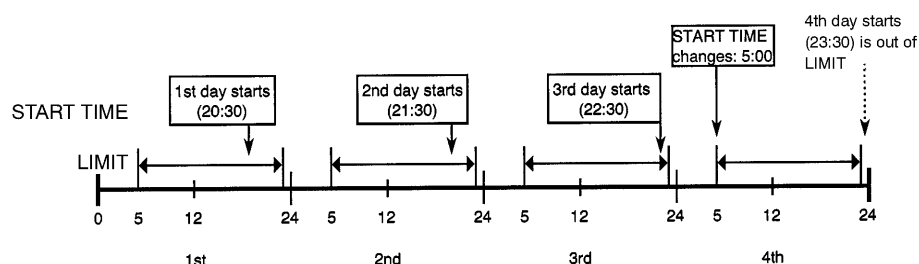 START TIME
changes: 5:00
4th day starts
(23:30) is out of
LIMIT
1st day starts
(20:30)
2nd day starts
(21:30)
3rd day starts
(22:30)
START TIME
LIMIT
0 5 12 24 5 12 24 5 12 24 5 12 24
1st 2nd 3rd 4th